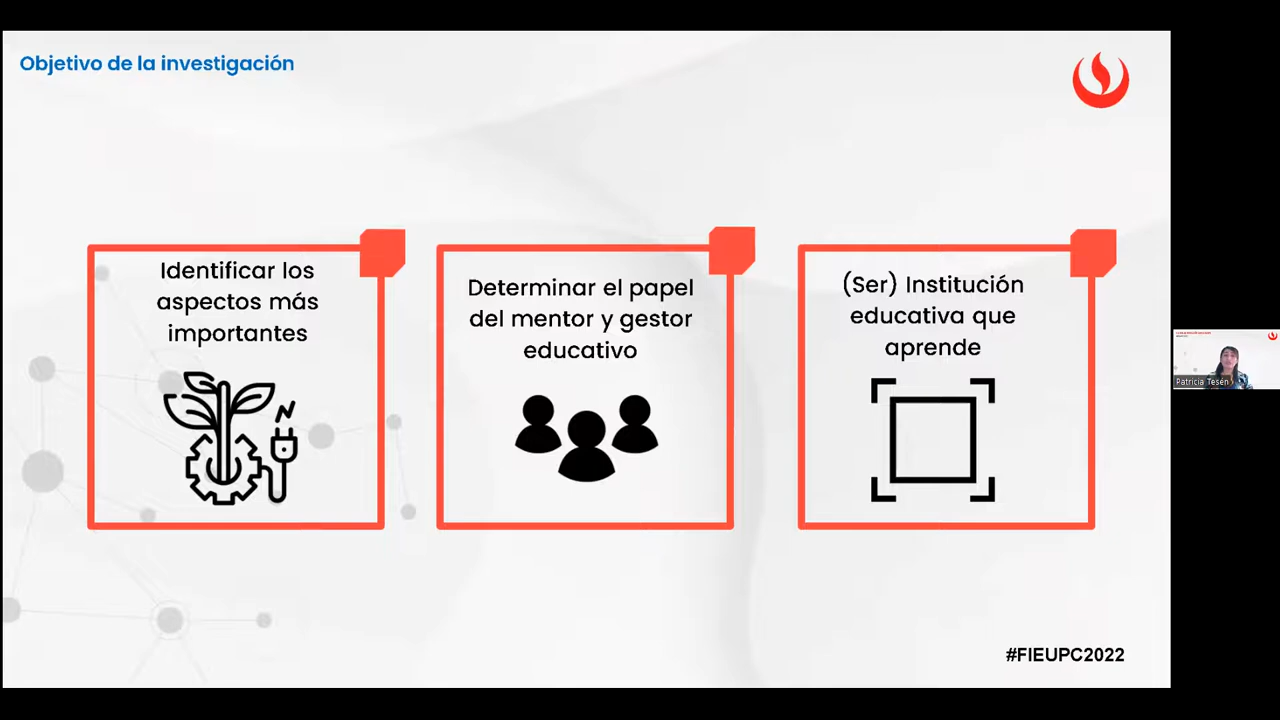 Objetivo de la investigación
Identificar los
aspectos más
importantes
Determinar el papel
del mentor y gestor
educativo
(Ser) Institución
educativa que
aprende
Patricia Tesén
#FIEUPC2022